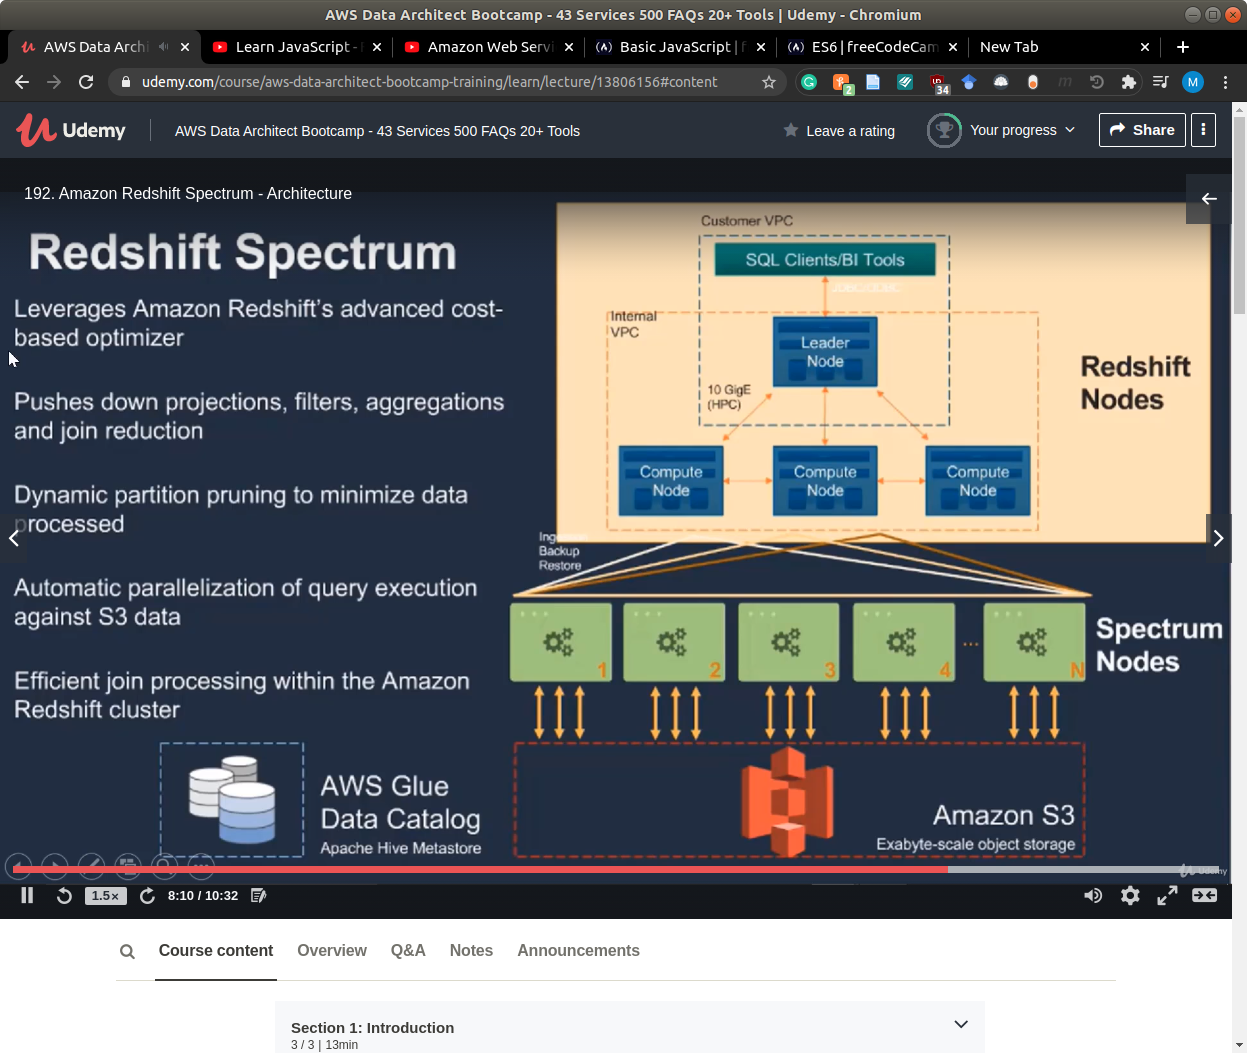 AWS Data Architect Bootcamp - 43 Services 500 FAQs 20+ Tools | Udemy - Chromium
AWS Data Archi
Learn JavaScript -
Amazon Web Servi
Basic JavaScript | f
ES6 | freeCodeCam
New Tab
udemy.com/course/aws-data-architect-bootcamp-training/learn/lecture/13806156#content
2
34
M
Udemy
AWS Data Architect Bootcamp - 43 Services 500 FAQs 20+ Tools
Leave a rating
Your progress
Share
192. Amazon Redshift Spectrum - Architecture
Redshift Spectrum
Leverages Amazon Redshift's advanced cost-
based optimizer
Pushes down projections, filters, aggregations
and join reduction
Dynamic partition pruning to minimize data
processed
Automatic parallelization of query execution
against S3 data
Efficient join processing within the Amazon
Redshift cluster
AWS Glue
Data Catalog
Apache Hive Metastore
Customer VPC
SQL Clients/BI Tools
JDBC/ODBC
Internal
VPC
Leader
Node
10 GigE
(HPC)
Compute
Node
Compute
Node
Compute
Node
Redshift
Nodes
Backup
Restore
1
2
3
4
...
N
Spectrum
Nodes
Amazon S3
Exabyte-scale object storage
Udemy
1.5×
8:10 / 10:32
Course content
Overview
Q&A
Notes
Announcements
Section 1: Introduction
3 / 3 | 13min